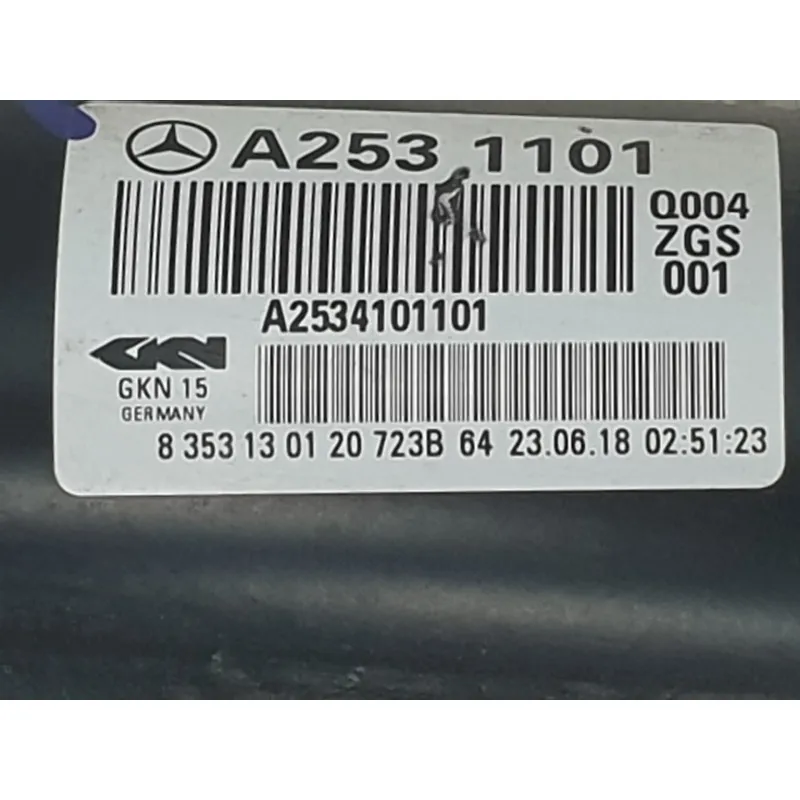 A253 1101
Q004
ZGS
001
A2534101101
GKN
GKN 15
GERMANY
8 353 13 01 20 723B 64 23.06.18 02:51:23